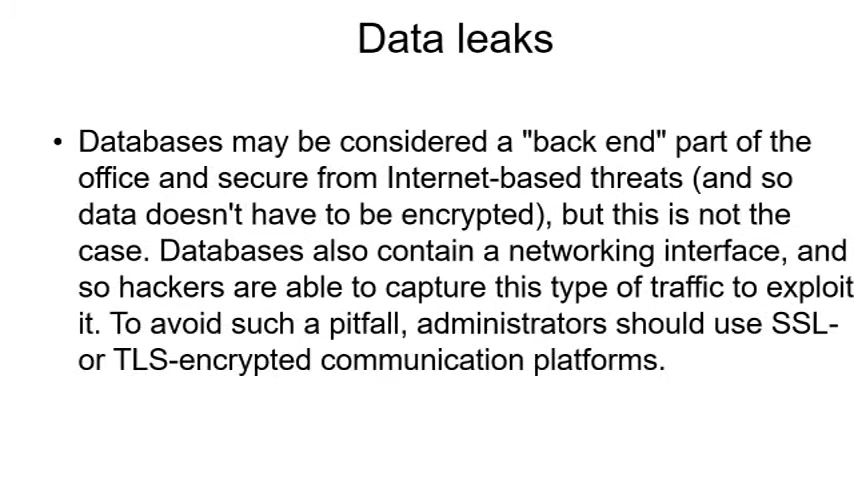 Data leaks
• Databases may be considered a "back end" part of the
office and secure from Internet-based threats (and so
data doesn't have to be encrypted), but this is not the
case. Databases also contain a networking interface, and
so hackers are able to capture this type of traffic to exploit
it. To avoid such a pitfall, administrators should use SSL-
or TLS-encrypted communication platforms.